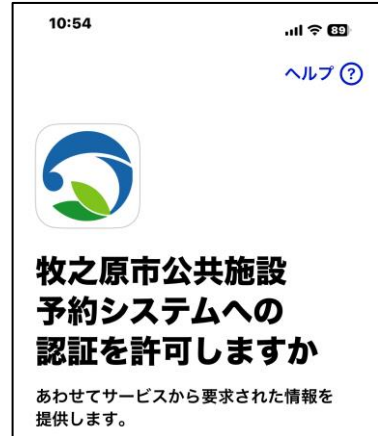 10:54 89
ヘルプ ?
牧之原市公共施設
予約システムへの
認証を許可しますか
あわせてサービスから要求された情報を
提供します。